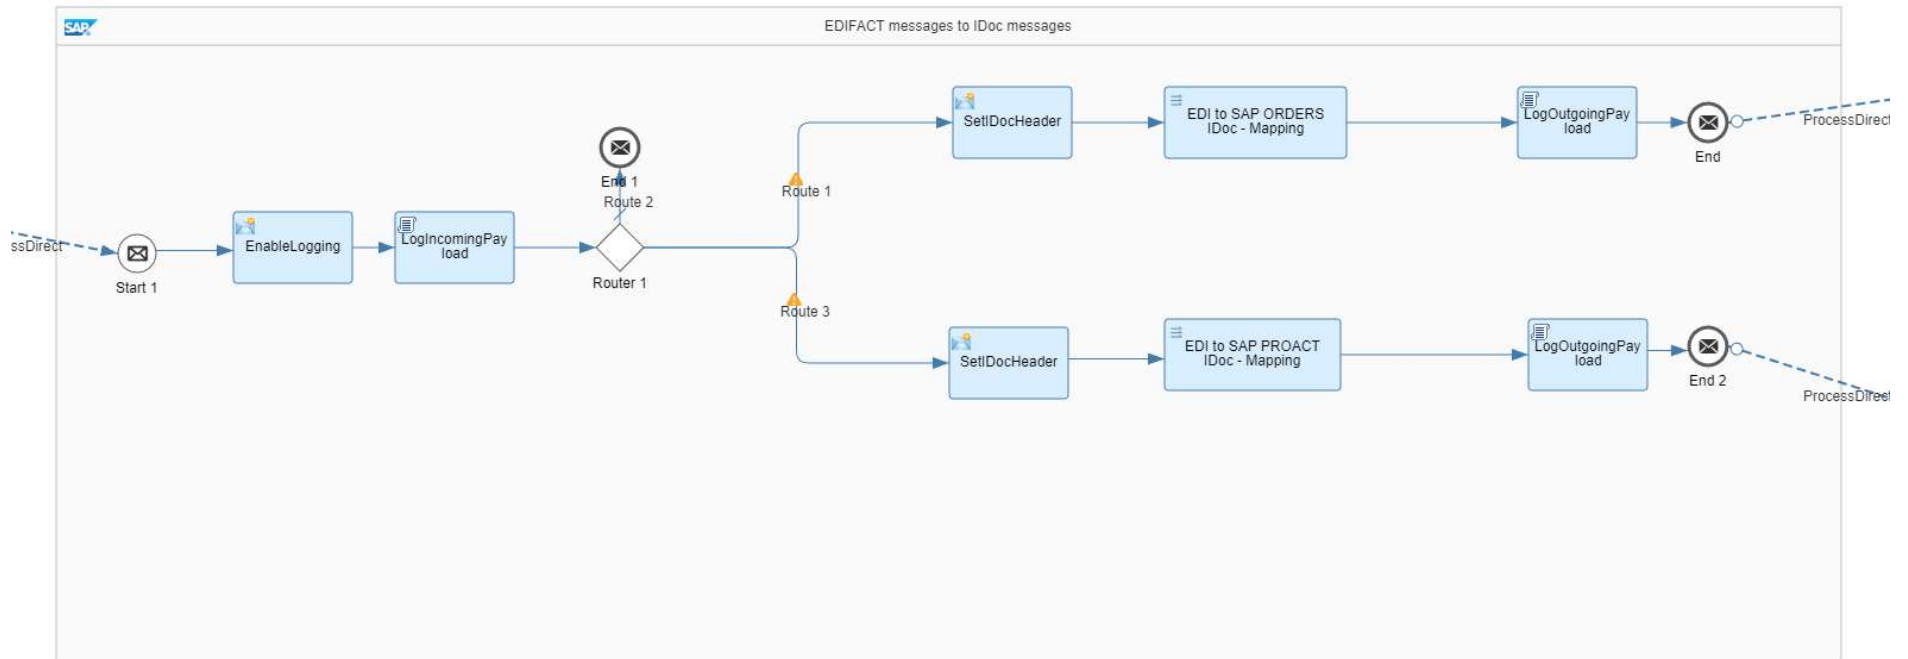 SAP
EDIFACT messages to IDoc messages
SetIDocHeader
EDI to SAP ORDERS
IDoc - Mapping
LogOutgoingPay
load
End
ProcessDirect
End 1
Route 2
Route 1
ssDirect
Start 1
EnableLogging
LogIncomingPay
load
Router 1
Route 3
SetIDocHeader
EDI to SAP PROACT
IDoc - Mapping
LogOutgoingPay
load
End 2
ProcessDirect